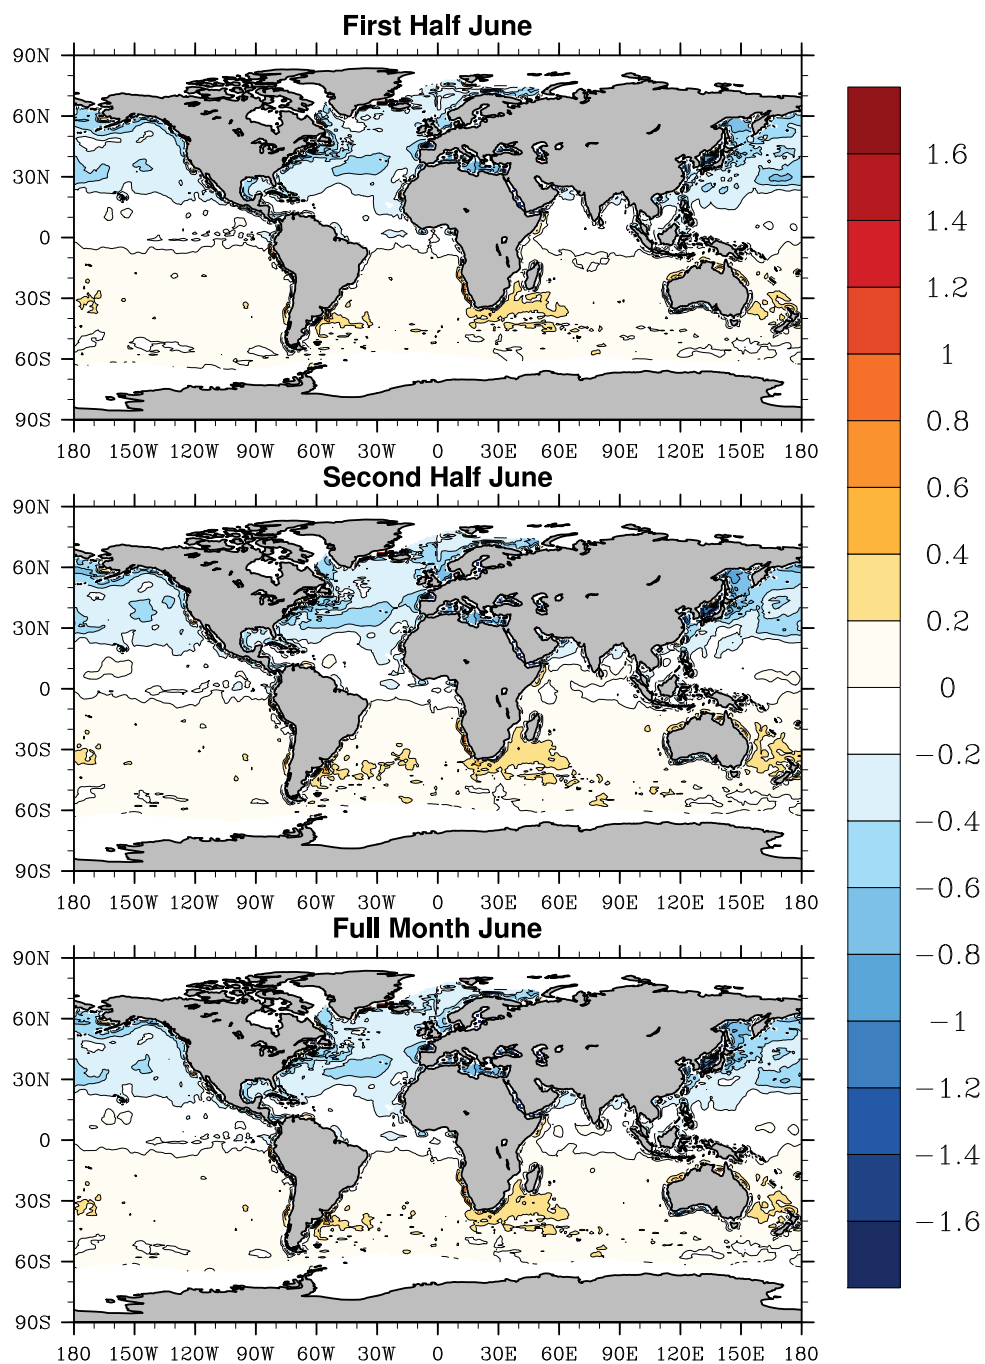 First Half June
90N
60N
30N
0
30S
60S
90S
180 150W 120W 90W 60W 30W 0 30E 60E 90E 120E 150E 180
Second Half June
90N
60N
30N
0
30S
60S
90S
180 150W 120W 90W 60W 30W 0 30E 60E 90E 120E 150E 180
Full Month June
90N
60N
30N
0
30S
60S
90S
180 150W 120W 90W 60W 30W 0 30E 60E 90E 120E 150E 180
1.6
1.4
1.2
1
0.8
0.6
0.4
0.2
0
−0.2
−0.4
−0.6
−0.8
−1
−1.2
−1.4
−1.6